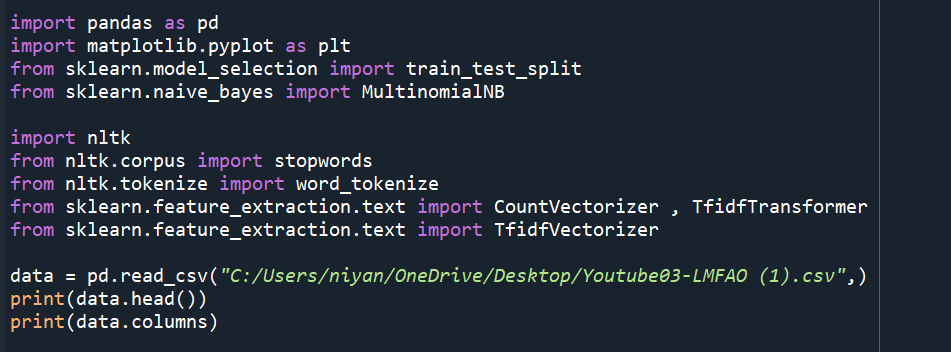 import pandas as pd
import matplotlib.pyplot as plt
from sklearn.model_selection import train_test_split
from sklearn.naive_bayes import MultinomialNB
import nltk
from nltk.corpus import stopwords
from nltk.tokenize import word_tokenize
from sklearn.feature_extraction.text import CountVectorizer , TfidfTransformer
from sklearn.feature_extraction.text import TfidfVectorizer
data = pd.read_csv("C:/Users/niyan/OneDrive/Desktop/Youtube03-LMFAO (1).csv",)
print(data.head())
print(data.columns)